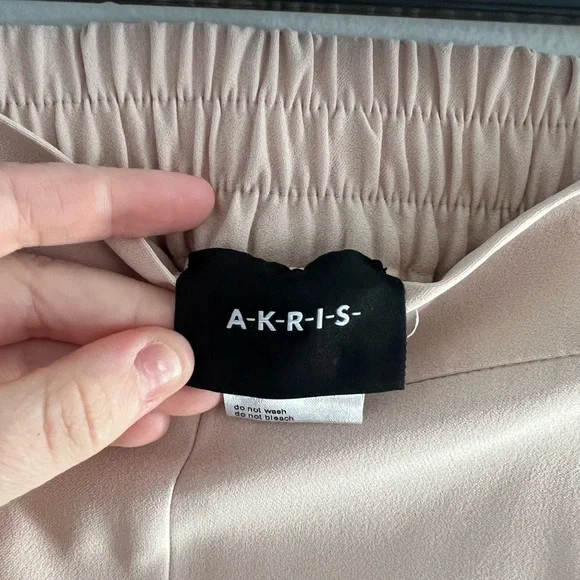 A-K-R-I-S-
do not wash
do not bleach